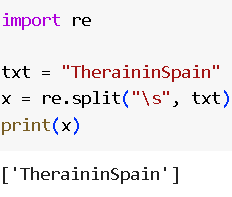 import re
txt = "TheraininSpain"
x = re.split("\s", txt)
print(x)
['TheraininSpain']